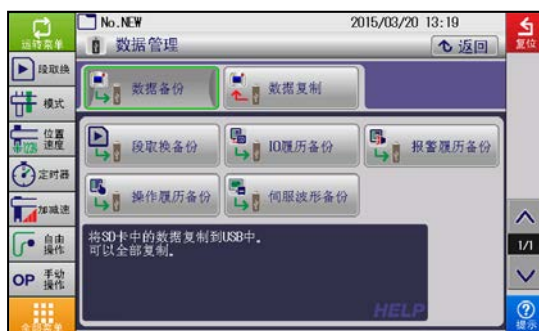 No.NEW 2015/03/20 13:19
运转菜单
数据管理
返回
复位
段取换
模式
位置
速度
定时器
加减速
自由
操作
OP 手动
操作
全部菜单
数据备份
数据复制
段取换备份
IO履历备份
报警履历备份
操作履历备份
伺服波形备份
将SD卡中的数据复制到USB中。
可以全部复制。
HELP
1/1
提示